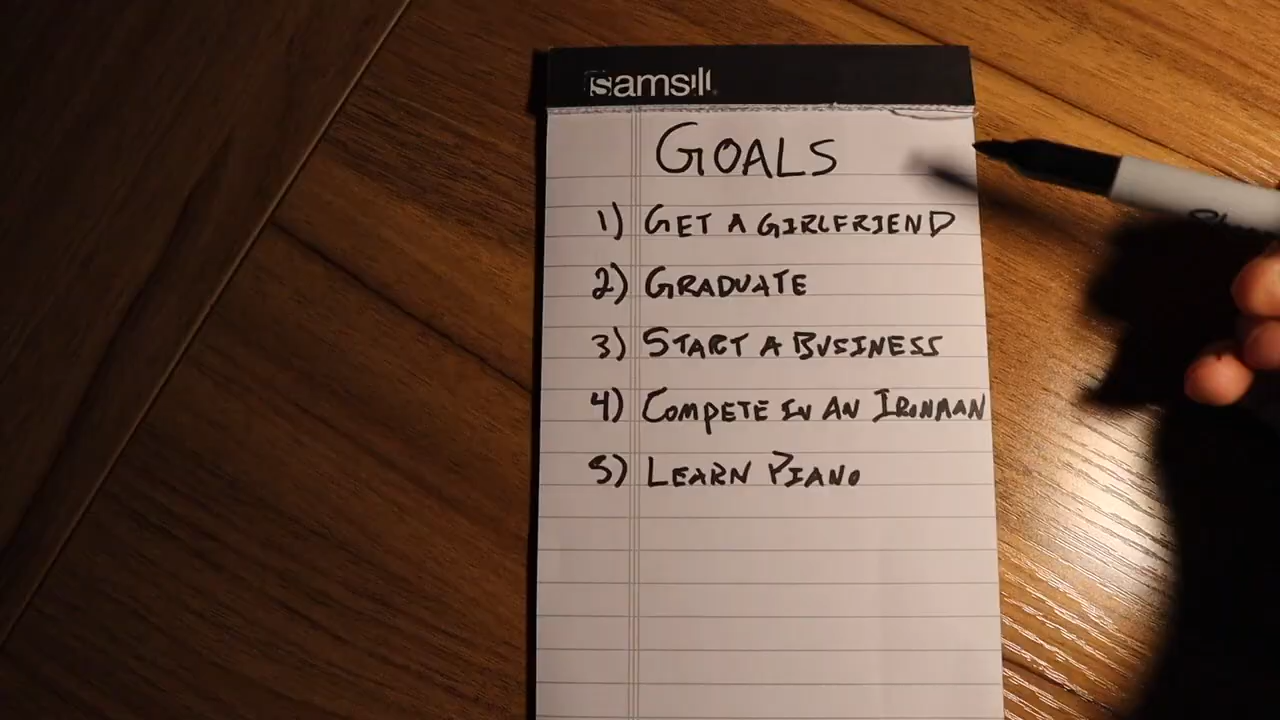 samsill
GOALS
1) GET A GIRLFRIEND
2) GRADUATE
3) START A BUSINESS
4) COMPETE IN AN IRONMAN
5) LEARN PIANO